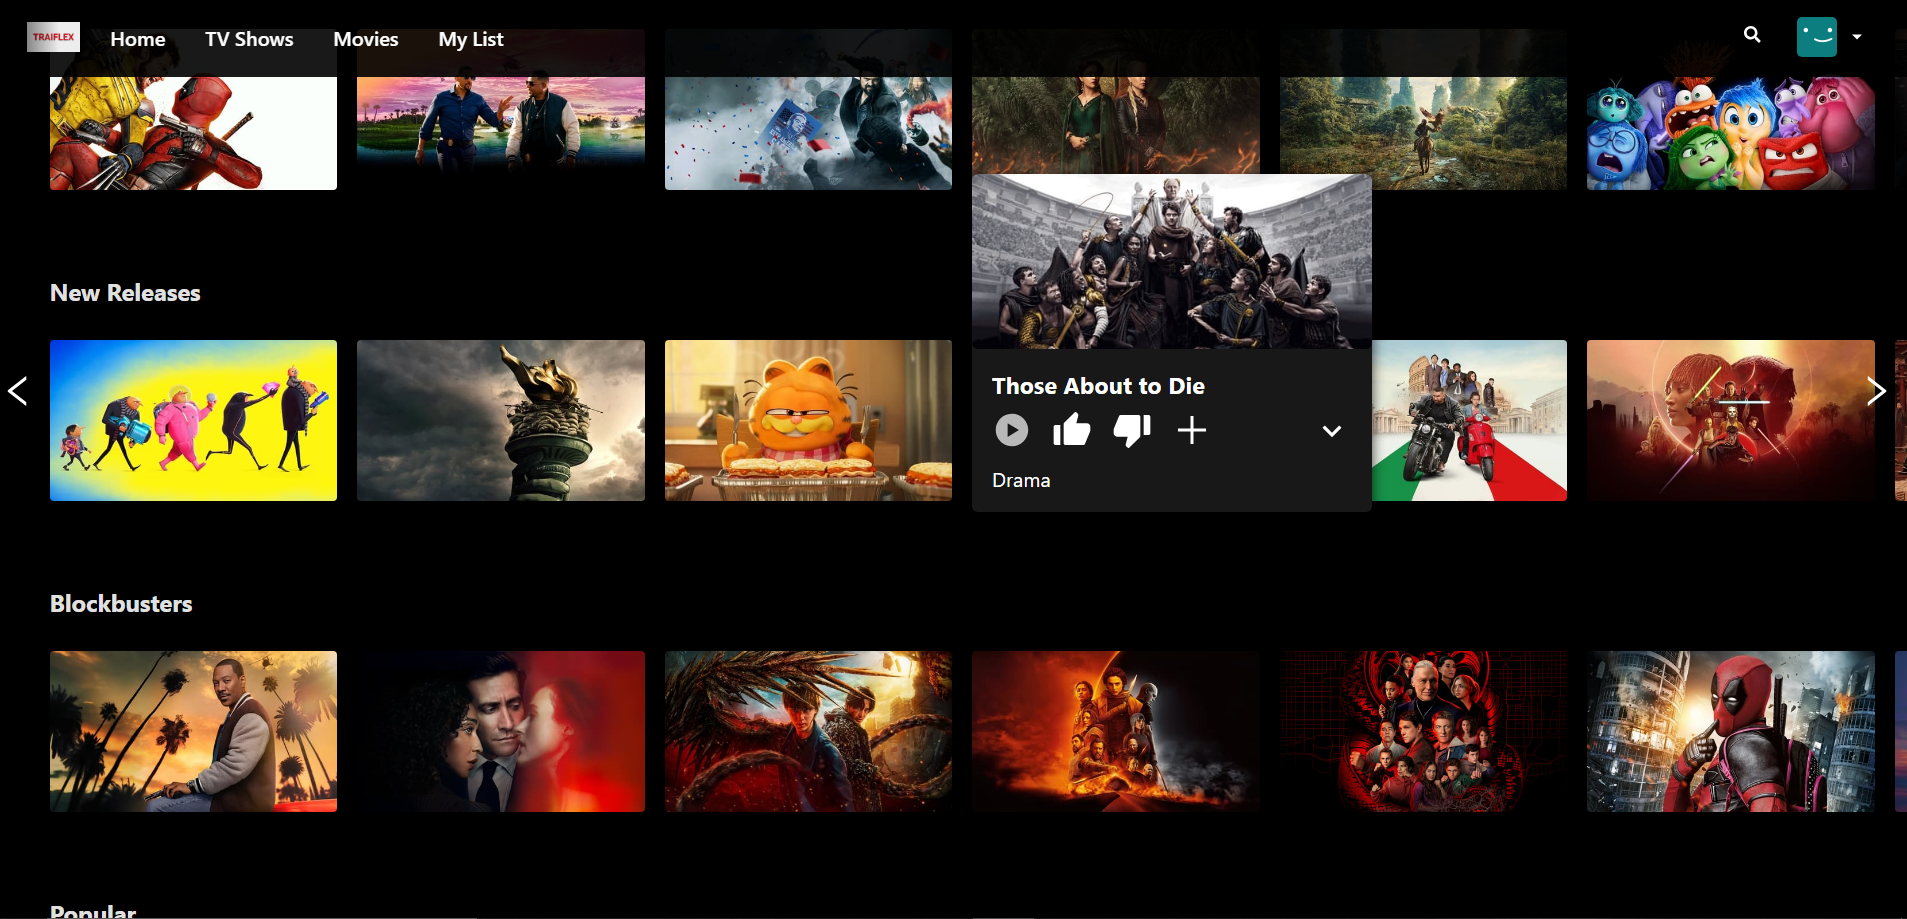 TRAIFLEX
Home
TV Shows
Movies
My List
New Releases
Those About to Die
Drama
Blockbusters
Popular